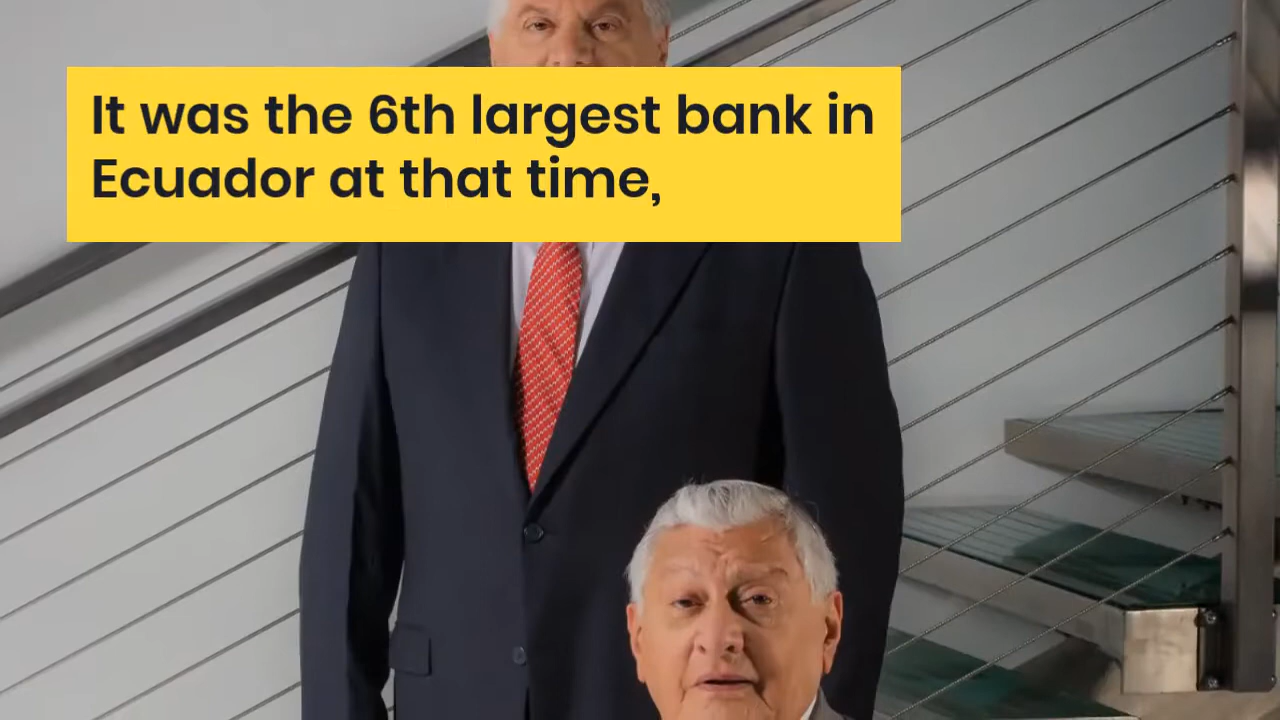 It was the 6th largest bank in
Ecuador at that time,